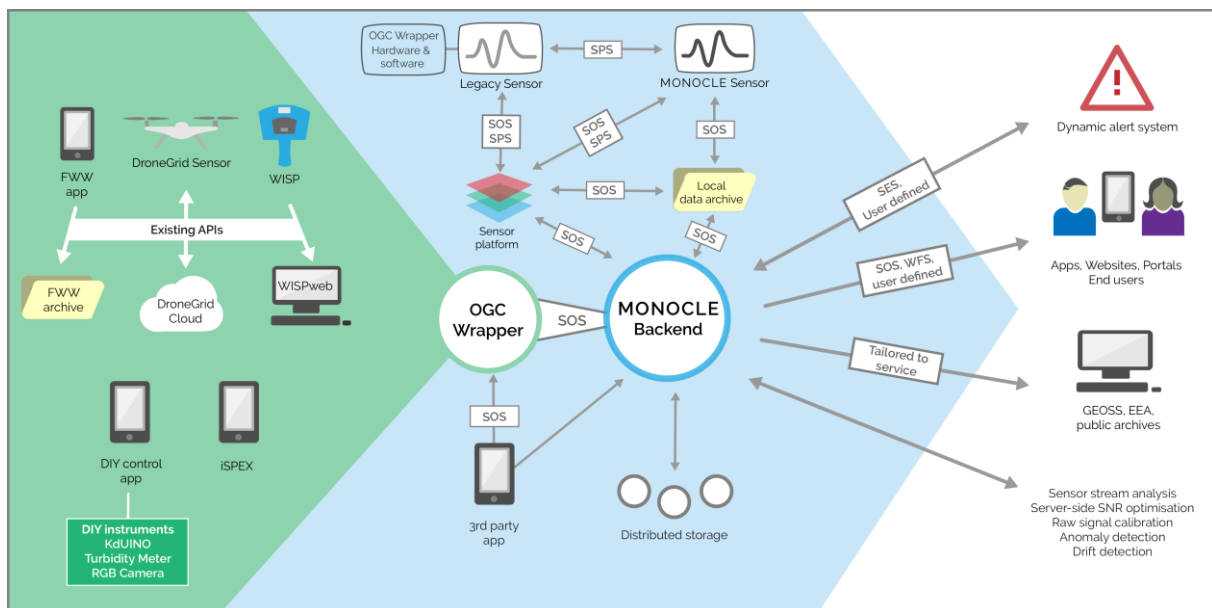 FWW
app
DroneGrid Sensor
WISP
Existing APIs
FWW
archive
DroneGrid
Cloud
WISPweb
DIY control
app
iSPEX
DIY instruments
KdUINO
Turbidity Meter
RGB Camera
OGC Wrapper
Hardware &
software
Legacy Sensor
SPS
MONOCLE Sensor
SOS
SPS
SOS
SPS
SOS
Sensor
platform
SOS
Local
data archive
SOS
SOS
OGC
Wrapper
SOS
MONOCLE
Backend
SOS
3rd party
app
Distributed storage
SES,
User defined
SOS, WFS,
user defined
Tailored to
service
Dynamic alert system
Apps, Websites, Portals
End users
GEOSS, EEA,
public archives
Sensor stream analysis
Server-side SNR optimisation
Raw signal calibration
Anomaly detection
Drift detection